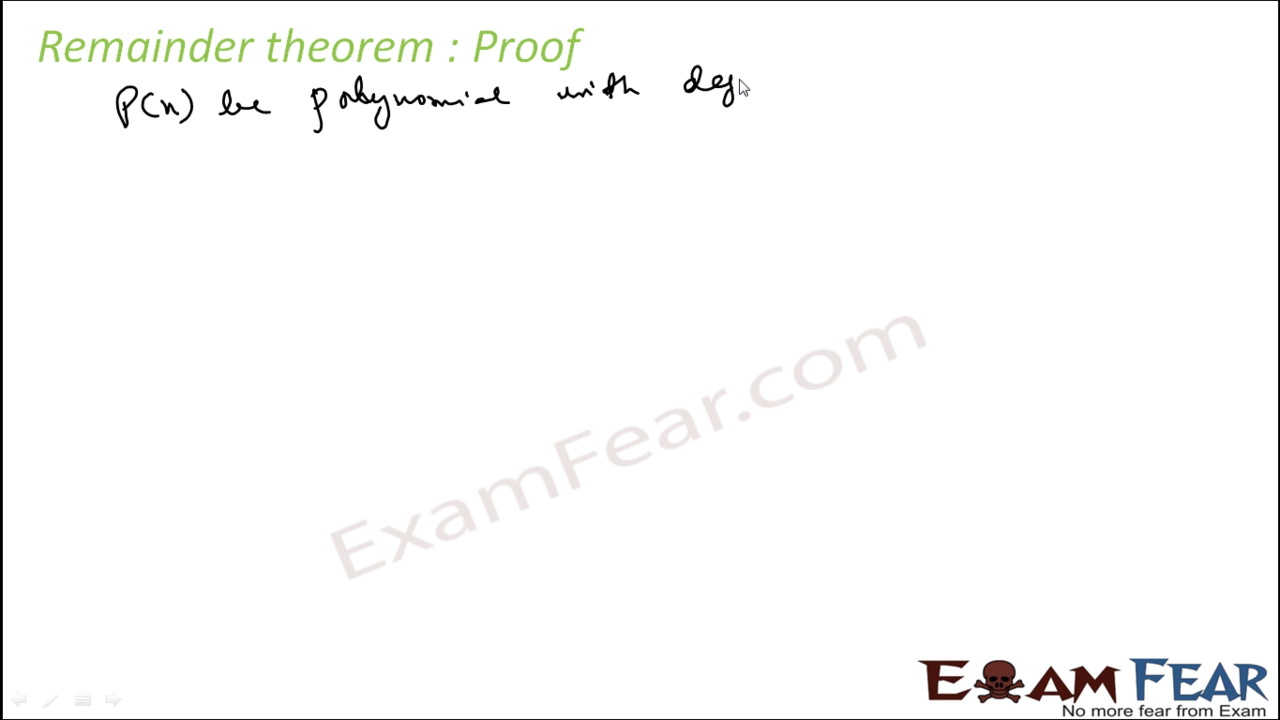 Remainder theorem : Proof
P(x) be polynomial with deg
ExamFear.com
EXAM FEAR
No more fear from Exam